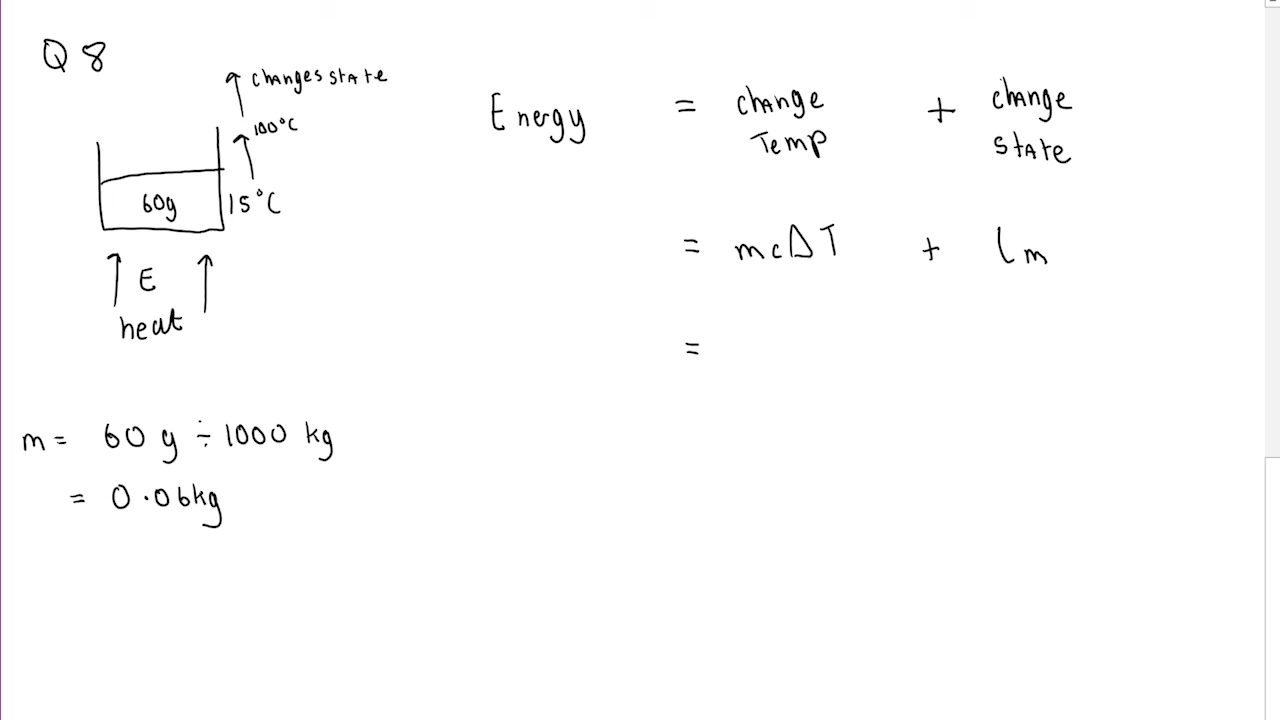 Q 8
changes state
100°C
60g
15°C
E
heat
Energy = change Temp + change state
= mcΔT + lm
=
m = 60 g ÷ 1000 kg
= 0.06kg